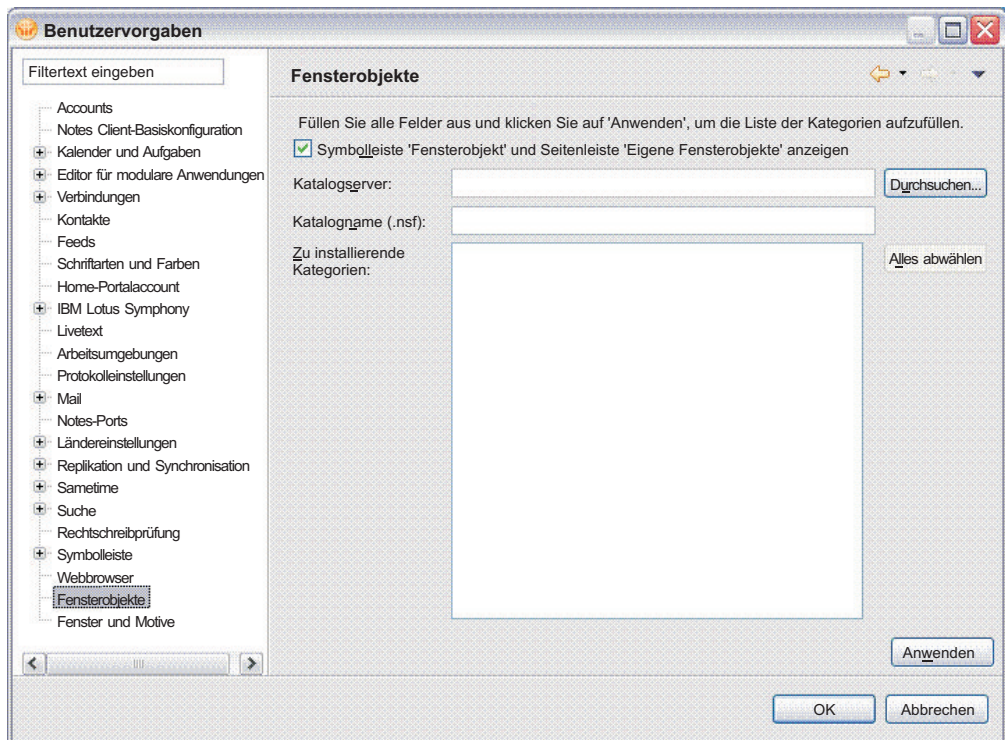 Benutzervorgaben
Filtertext eingeben
Accounts
Notes Client-Basiskonfiguration
Kalender und Aufgaben
Editor für modulare Anwendungen
Verbindungen
Kontakte
Feeds
Schriftarten und Farben
Home-Portalaccount
IBM Lotus Symphony
Livetext
Arbeitsumgebungen
Protokolleinstellungen
Mail
Notes-Ports
Ländereinstellungen
Replikation und Synchronisation
Sametime
Suche
Rechtschreibprüfung
Symbolleiste
Webbrowser
Fensterobjekte
Fenster und Motive
Fensterobjekte
Füllen Sie alle Felder aus und klicken Sie auf 'Anwenden', um die Liste der Kategorien aufzufüllen.
Symbolleiste 'Fensterobjekt' und Seitenleiste 'Eigene Fensterobjekte' anzeigen
Katalogserver:
Durchsuchen...
Katalogname (.nsf):
Zu installierende
Kategorien:
Alles abwählen
Anwenden
OK
Abbrechen